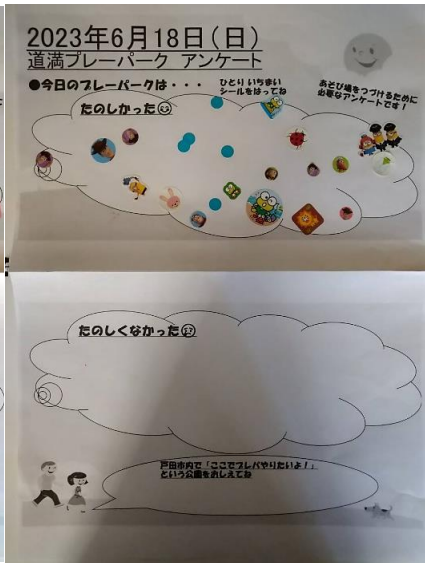 2023年6月18日(日)
道満プレーパーク アンケート
●今日のプレーパークは・・・
ひとり いちまい
シールをはってね
あそび場をつづけるために
必要なアンケートです!
たのしかった
たのしくなかった
戸田市内で「ここでプレパやりたいよ!」
という公園をおしえてね